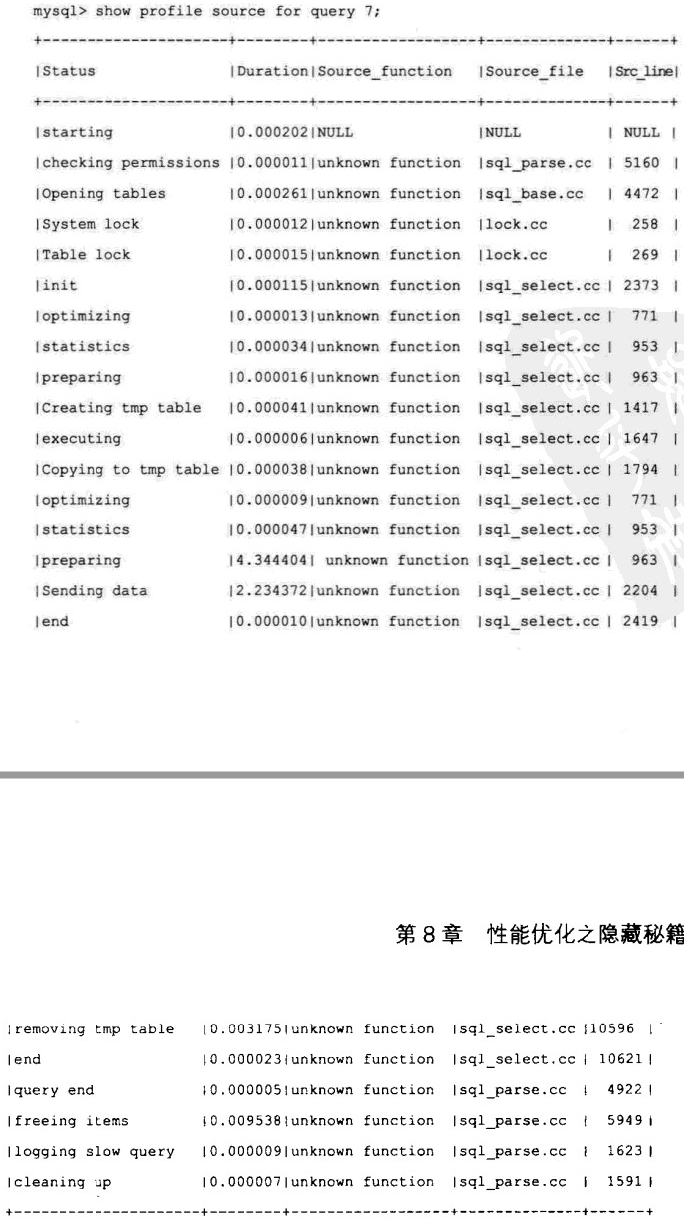 mysql> show profile source for query 7;
+---------------------+--------+------------------+--------------+------+
|Status |Duration|Source_function |Source_file |Src_line|
+---------------------+--------+------------------+--------------+------+
|starting |0.000202|NULL |NULL | NULL |
|checking permissions |0.000011|unknown function |sql_parse.cc | 5160 |
|Opening tables |0.000261|unknown function |sql_base.cc | 4472 |
|System lock |0.000012|unknown function |lock.cc | 258 |
|Table lock |0.000015|unknown function |lock.cc | 269 |
|init |0.000115|unknown function |sql_select.cc | 2373 |
|optimizing |0.000013|unknown function |sql_select.cc | 771 |
|statistics |0.000034|unknown function |sql_select.cc | 953 |
|preparing |0.000016|unknown function |sql_select.cc | 963 |
|Creating tmp table |0.000041|unknown function |sql_select.cc | 1417 |
|executing |0.000006|unknown function |sql_select.cc | 1647 |
|Copying to tmp table |0.000038|unknown function |sql_select.cc | 1794 |
|optimizing |0.000009|unknown function |sql_select.cc | 771 |
|statistics |0.000047|unknown function |sql_select.cc | 953 |
|preparing |4.344404| unknown function |sql_select.cc | 963 |
|Sending data |2.234372|unknown function |sql_select.cc | 2204 |
|end |0.000010|unknown function |sql_select.cc | 2419 |
第8章 性能优化之隐藏秘籍
|removing tmp table |0.003175|unknown function |sql_select.cc |10596 |
|end |0.000023|unknown function |sql_select.cc | 10621|
|query end |0.000005|unknown function |sql_parse.cc | 4922|
|freeing items |0.009538|unknown function |sql_parse.cc | 5949|
|logging slow query |0.000009|unknown function |sql_parse.cc | 1623|
|cleaning up |0.000007|unknown function |sql_parse.cc | 1591|
+---------------------+--------+------------------+--------------+------+